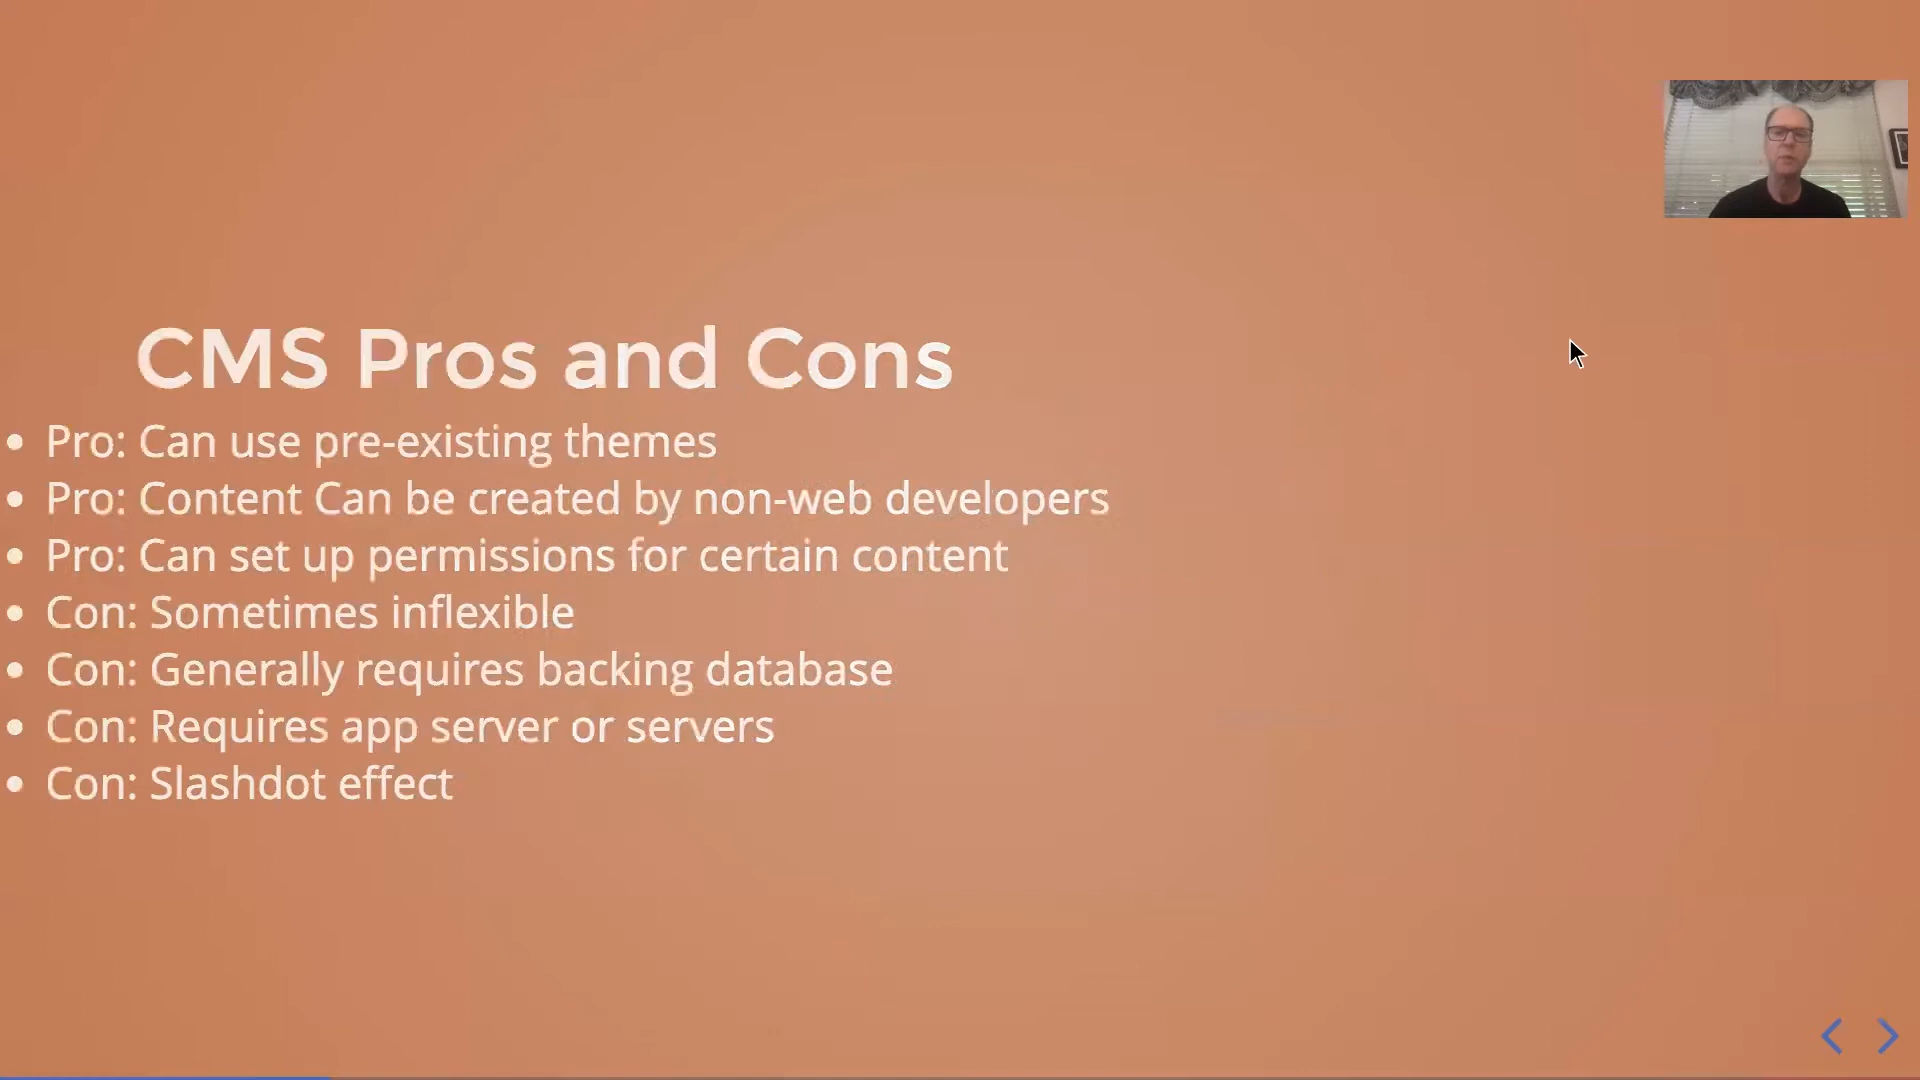 CMS Pros and Cons
Pro: Can use pre-existing themes
Pro: Content Can be created by non-web developers
Pro: Can set up permissions for certain content
Con: Sometimes inflexible
Con: Generally requires backing database
Con: Requires app server or servers
Con: Slashdot effect